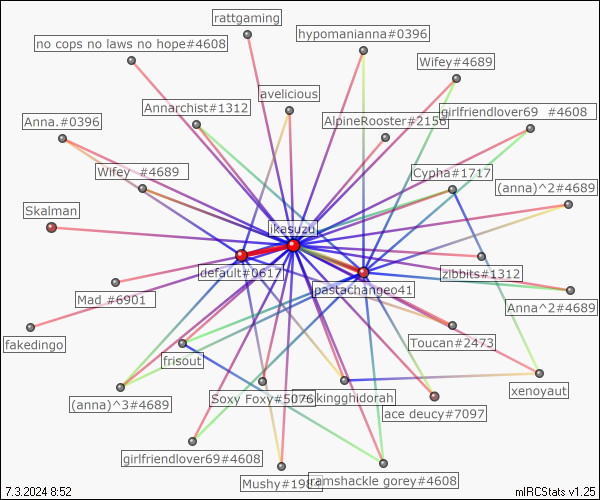 rattgaming
hypomanianna#0396
no cops no laws no hope#4608
Wifey#4689
avelicious
Annarchist#1312
girlfriendlover69 #4608
AlpineRooster#2156
Anna.#0396
Wifey #4689
Cypha#1717
(anna)^2#4689
Skalman
ikasuzu
default#0617
zibbits#1312
pastachangeo41
Mad_#6901
Anna^2#4689
fakedingo
Toucan#2473
frisout
xenoyaut
Soxy Foxy#5076
kingghidorah
(anna)^3#4689
ace deucy#7097
girlfriendlover69#4608
Mushy#1984
ramshackle gorey#4608
7.3.2024 8:52
mIRCStats v1.25